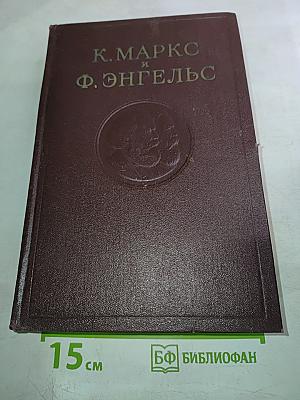 К. МАРКС
и
Ф. ЭНГЕЛЬС
15 см
БФ БИБЛИОФАН